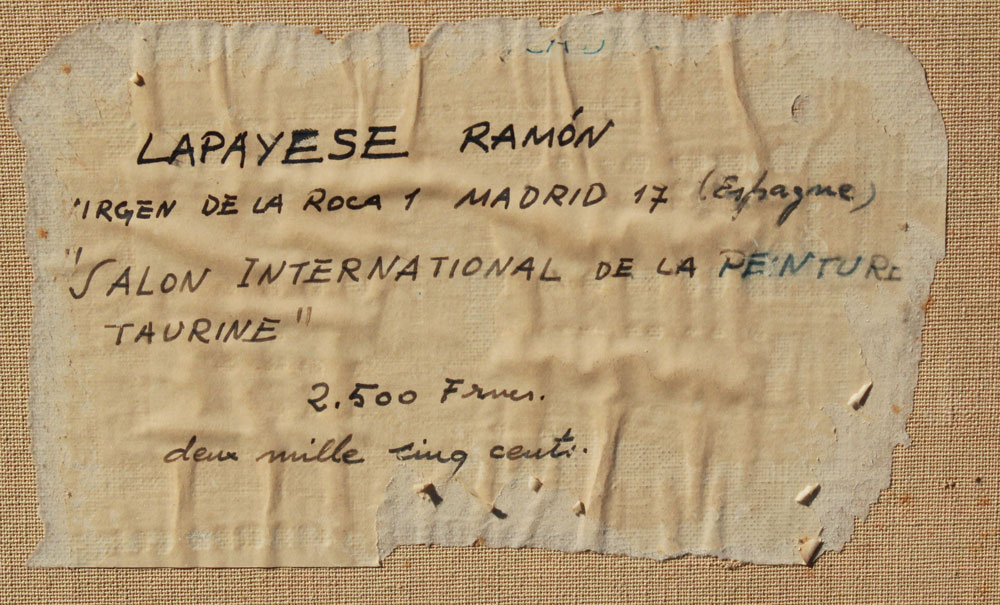 LAPAYESE RAMÓN
IRGEN DE LA ROCA 1 MADRID 17 (Espagne)
"SALON INTERNATIONAL DE LA PEINTURE
TAURINE"
2.500 Frncs.
deux mille cinq cents.